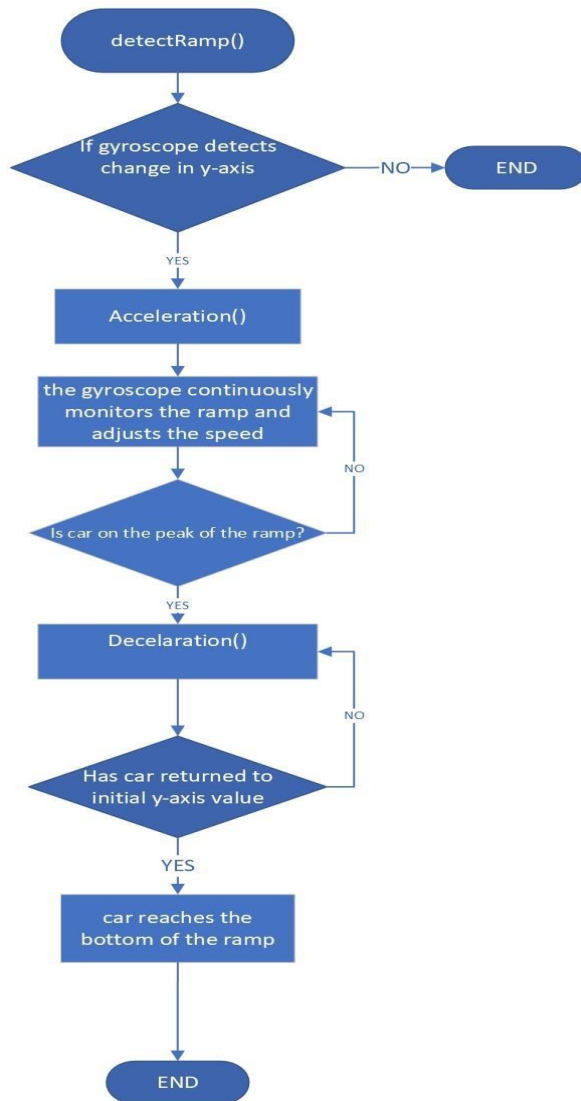 detectRamp()
If gyroscope detects
change in y-axis
NO
END
YES
Acceleration()
the gyroscope continuously
monitors the ramp and
adjusts the speed
NO
Is car on the peak of the ramp?
YES
Decelaration()
NO
Has car returned to
initial y-axis value
YES
car reaches the
bottom of the ramp
END